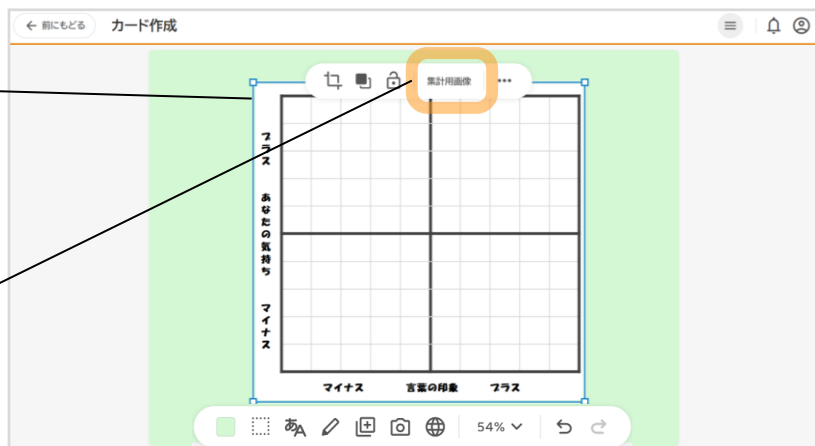 前にもどる
カード作成
集計用画像
プラス
あなたの気持ち
マイナス
マイナス 言葉の印象 プラス
あA
54%